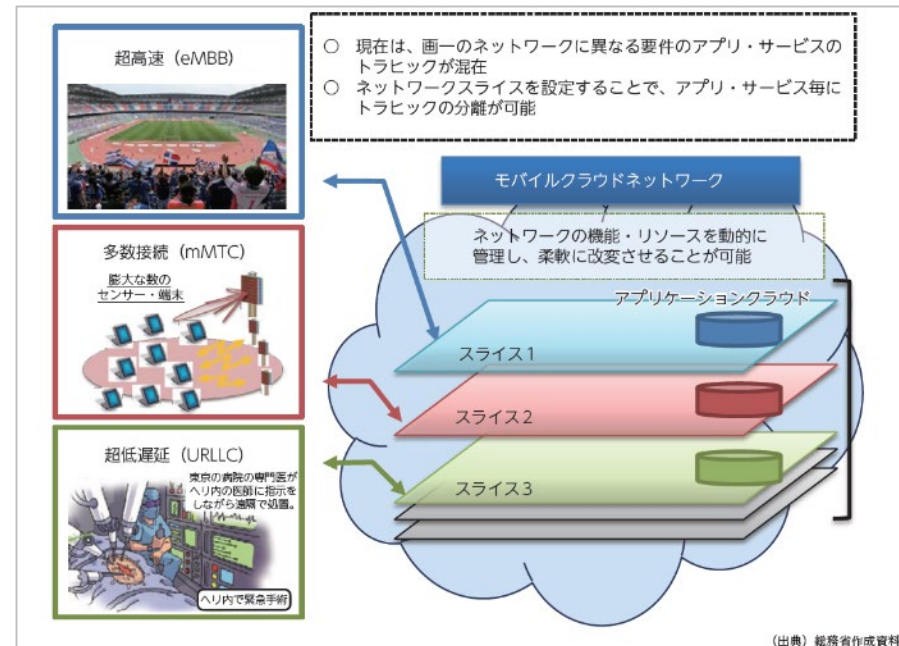 超高速（eMBB）
○ 現在は、画一のネットワークに異なる要件のアプリ・サービスの
トラヒックが混在
○ ネットワークスライスを設定することで、アプリ・サービス毎に
トラヒックの分離が可能
モバイルクラウドネットワーク
ネットワークの機能・リソースを動的に
管理し、柔軟に改変させることが可能
多数接続（mMTC）
膨大な数の
センサー・端末
アプリケーションクラウド
スライス1
スライス2
スライス3
超低遅延（URLLC）
東京の病院の専門医が
ヘリ内の医師に指示を
しながら遠隔で処置。
ヘリ内で緊急手術
（出典）総務省作成資料